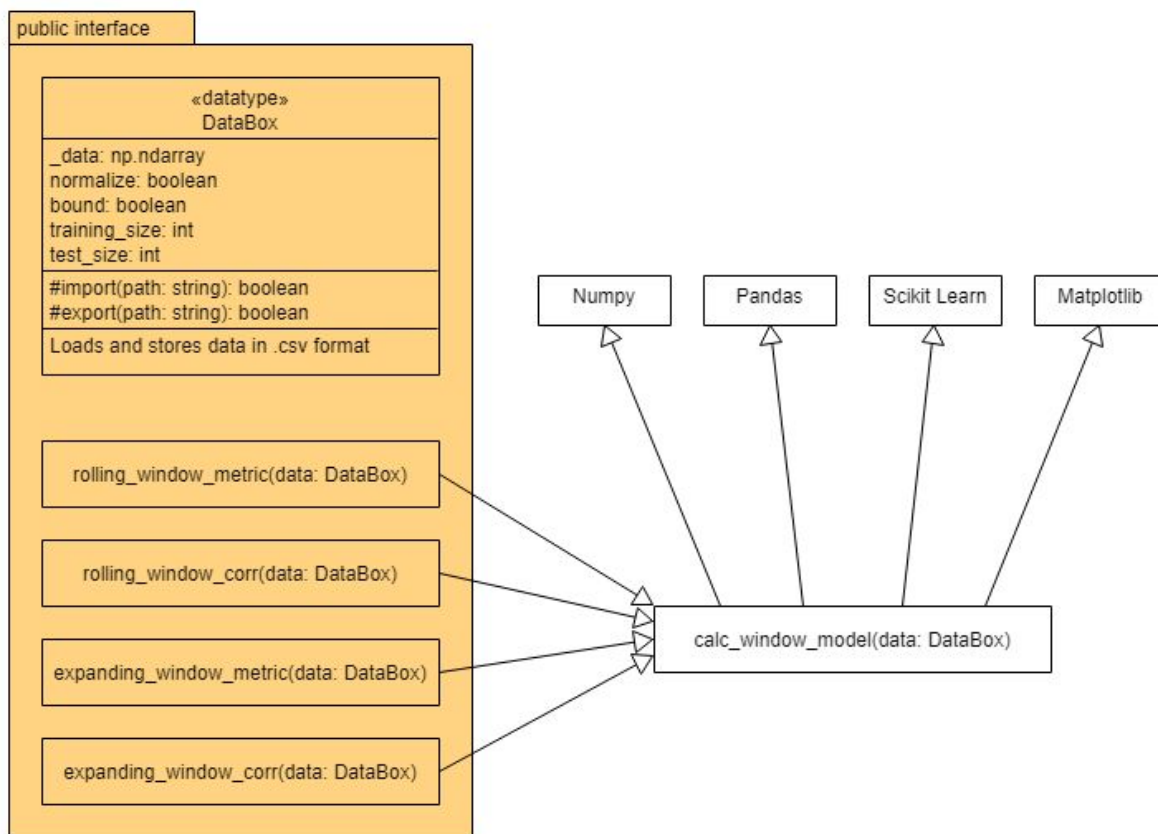 public interface
«datatype»
DataBox
_data: np.ndarray
normalize: boolean
bound: boolean
training_size: int
test_size: int
#import(path: string): boolean
#export(path: string): boolean
Loads and stores data in .csv format
rolling_window_metric(data: DataBox)
rolling_window_corr(data: DataBox)
expanding_window_metric(data: DataBox)
expanding_window_corr(data: DataBox)
Numpy
Pandas
Scikit Learn
Matplotlib
calc_window_model(data: DataBox)